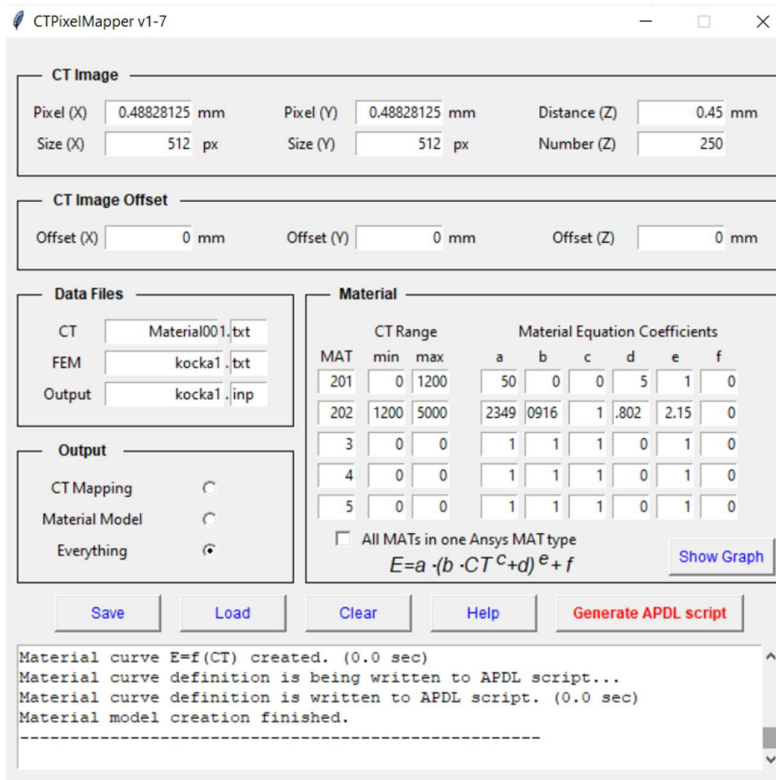 CTPixelMapper v1-7
CT Image
Pixel (X) 0.48828125 mm Pixel (Y) 0.48828125 mm Distance (Z) 0.45 mm
Size (X) 512 px Size (Y) 512 px Number (Z) 250
CT Image Offset
Offset (X) 0 mm Offset (Y) 0 mm Offset (Z) 0 mm
Data Files
CT Material001 .txt
FEM kocka1 .txt
Output kocka1 .inp
Output
CT Mapping
Material Model
Everything
Material
CT Range Material Equation Coefficients
MAT min max a b c d e f
201 0 1200 50 0 0 5 1 0
202 1200 5000 2349 0916 1 .802 2.15 0
3 0 0 1 1 1 0 1 0
4 0 0 1 1 1 0 1 0
5 0 0 1 1 1 0 1 0
All MATs in one Ansys MAT type
E=a·(b·CT^c+d)^e+f
Show Graph
Save Load Clear Help Generate APDL script
Material curve E=f(CT) created. (0.0 sec)
Material curve definition is being written to APDL script...
Material curve definition is written to APDL script. (0.0 sec)
Material model creation finished.
----------------------------------------------------